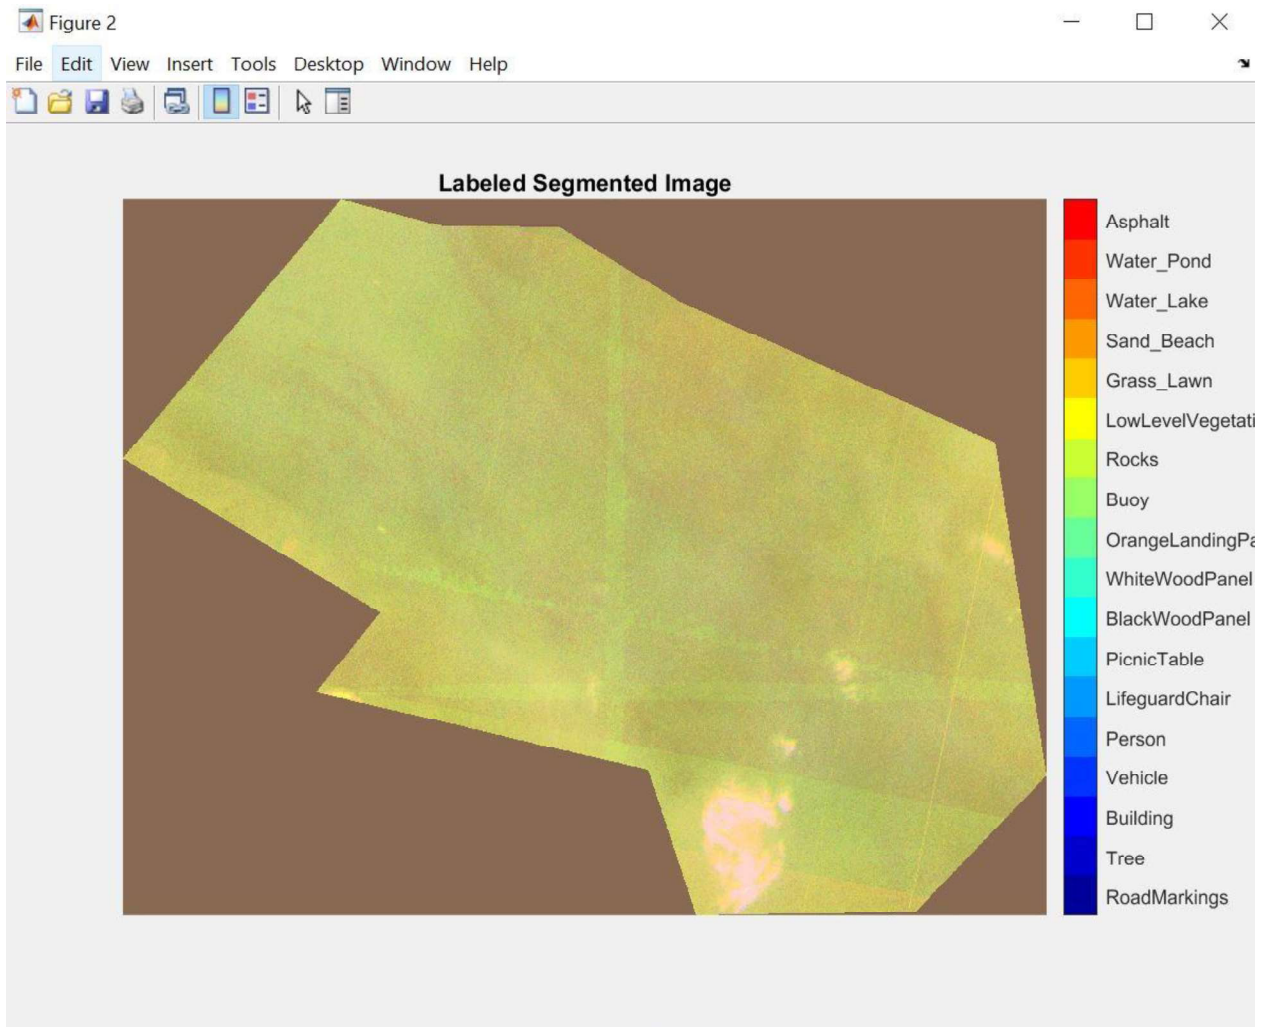 Figure 2
File Edit View Insert Tools Desktop Window Help
Labeled Segmented Image
Asphalt
Water_Pond
Water_Lake
Sand_Beach
Grass_Lawn
LowLevelVegetati
Rocks
Buoy
OrangeLandingPa
WhiteWoodPanel
BlackWoodPanel
PicnicTable
LifeguardChair
Person
Vehicle
Building
Tree
RoadMarkings